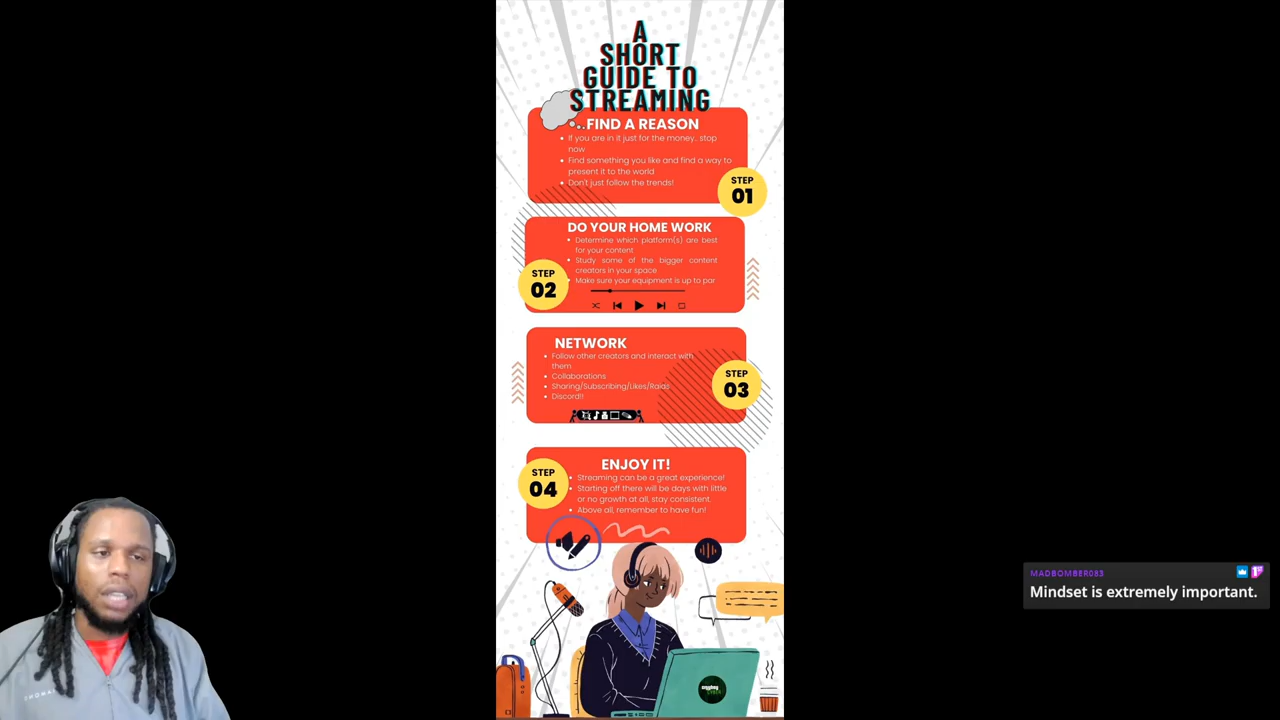 A
SHORT
GUIDE TO
STREAMING
...FIND A REASON
If you are in it just for the money...stop
now
Find something you like and find a way to
present it to the world
Don't just follow the trends!
STEP
01
DO YOUR HOME WORK
Determine which platform(s) are best
for your content
Study some of the bigger content
creators in your space
Make sure your equipment is up to par
STEP
02
NETWORK
Follow other creators and interact with
them
Collaborations
Sharing/Subscribing/Likes/Raids
Discord!!
STEP
03
ENJOY IT!
Streaming can be a great experience!
Starting off there will be days with little
or no growth at all, stay consistent.
Above all, remember to have fun!
STEP
04
MADBOMBER083
Mindset is extremely important.